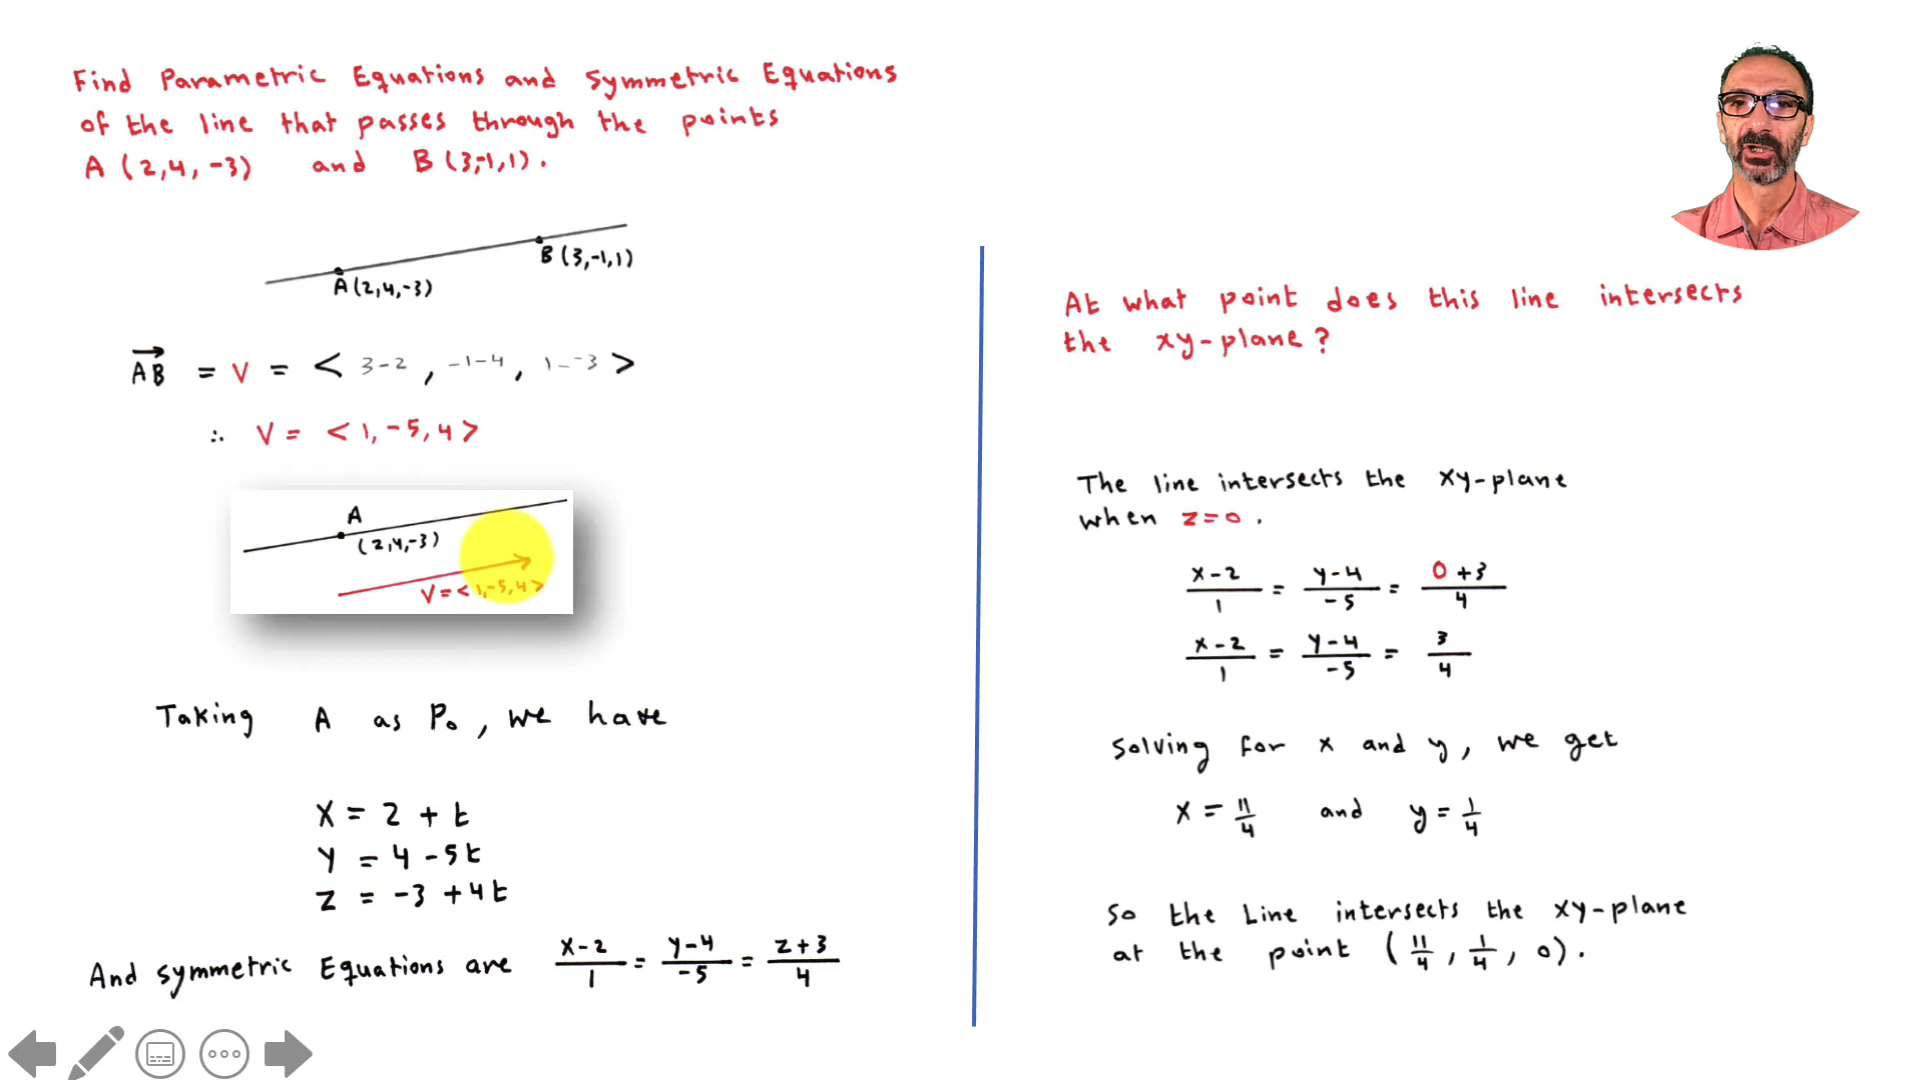 Find Parametric Equations and Symmetric Equations
of the line that passes through the points
A (2,4, -3) and B (3,-1,1).
B (3,-1,1)
A (2,4,-3)
AB = V = < 3-2 , -1-4 , 1--3 >
∴ V = < 1, -5, 4 >
A
(2,4,-3)
V = < 1,-5,4 >
Taking A as P₀, we have
X = 2 + t
Y = 4 - 5t
Z = -3 + 4t
And symmetric Equations are x-2/1 = y-4/-5 = z+3/4
At what point does this line intersects
the xy-plane?
The line intersects the xy-plane
when z=0.
x-2/1 = y-4/-5 = 0+3/4
x-2/1 = y-4/-5 = 3/4
Solving for x and y, we get
x = 11/4 and y = 1/4
So the Line intersects the xy-plane
at the point (11/4, 1/4, 0).